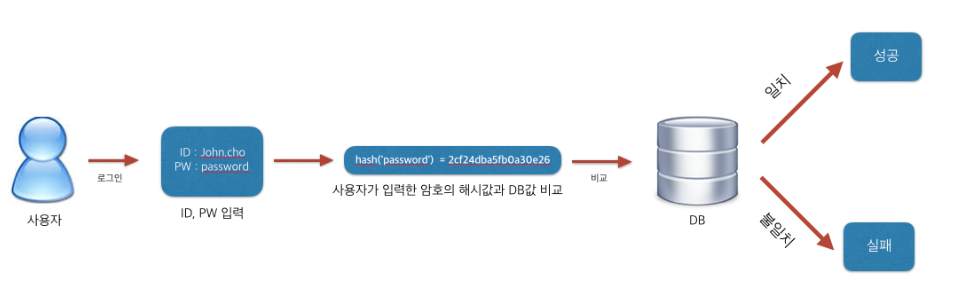 사용자
로그인
ID : John.cho
PW : password
ID, PW 입력
hash('password') = 2cf24dba5fb0a30e26
사용자가 입력한 암호의 해시값과 DB값 비교
비교
DB
일치
성공
불일치
실패